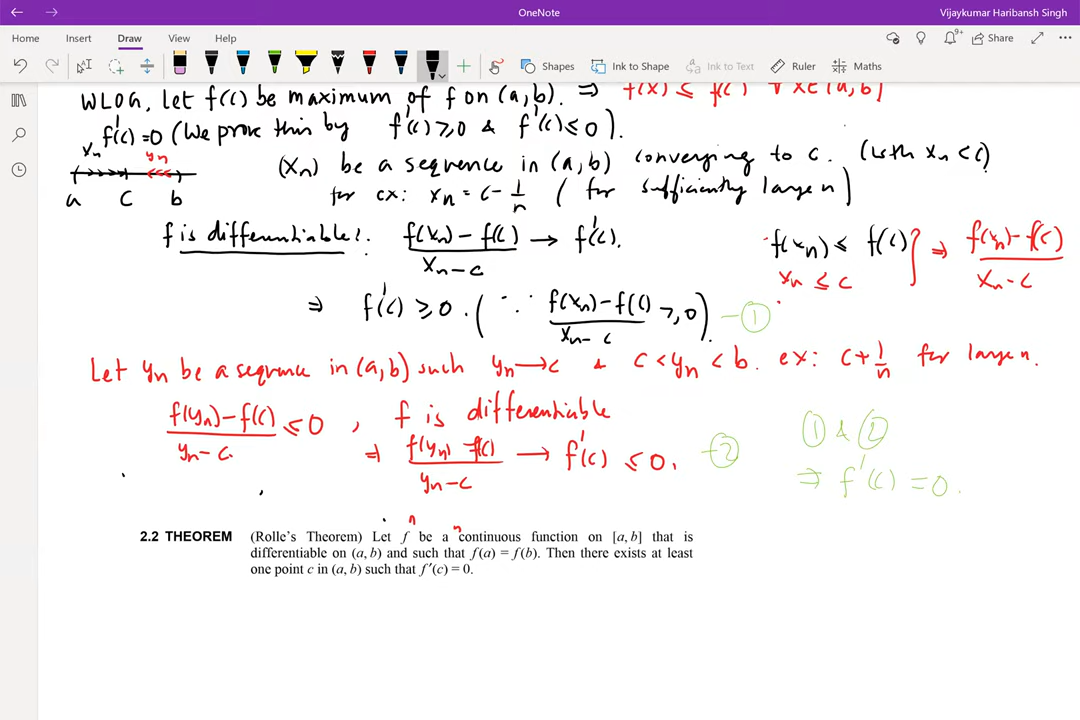 OneNote
Vijaykumar Haribansh Singh
Home Insert Draw View Help
9+ Share
Shapes Ink to Shape Ink to Text Ruler Maths
WLOG, let f(c) be maximum of f on (a,b). ⇒ f(x) ≤ f(c) ∀ x ∈ (a,b)
f'(c)=0 (We prove this by f'(c) ≥ 0 & f'(c) ≤ 0).
xn yn
a c b
(xn) be a sequence in (a,b) converging to c. (with xn < c)
for ex: xn = c - 1/n (for sufficiently large n)
f is differentiable: f(xn) - f(c) / xn - c → f'(c).
f(xn) ≤ f(c)
xn ≤ c } ⇒ f(xn) - f(c) / xn - c
⇒ f'(c) ≥ 0. (∵ f(xn) - f(c) / xn - c ≥ 0). - ①
Let yn be a sequence in (a,b) such yn → c & c < yn < b. ex: c + 1/n for large n.
f(yn) - f(c) / yn - c ≤ 0, f is differentiable
⇒ f(yn) - f(c) / yn - c → f'(c) ≤ 0. - ②
① & ②
⇒ f'(c) = 0.
2.2 THEOREM (Rolle's Theorem) Let f be a continuous function on [a, b] that is
differentiable on (a, b) and such that f(a) = f(b). Then there exists at least
one point c in (a, b) such that f'(c) = 0.